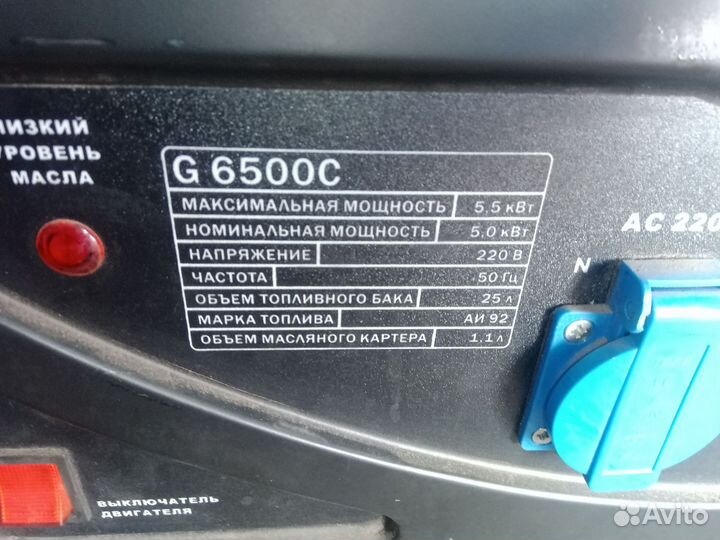 НИЗКИЙ
УРОВЕНЬ
МАСЛА
G 6500C
МАКСИМАЛЬНАЯ МОЩНОСТЬ 5.5 кВт
НОМИНАЛЬНАЯ МОЩНОСТЬ 5.0 кВт
НАПРЯЖЕНИЕ 220 В
ЧАСТОТА 50 Гц
ОБЪЕМ ТОПЛИВНОГО БАКА 25 л
МАРКА ТОПЛИВА АИ 92
ОБЪЕМ МАСЛЯНОГО КАРТЕРА 1.1 л
AC 220
N
ВЫКЛЮЧАТЕЛЬ
ДВИГАТЕЛЯ
Avito